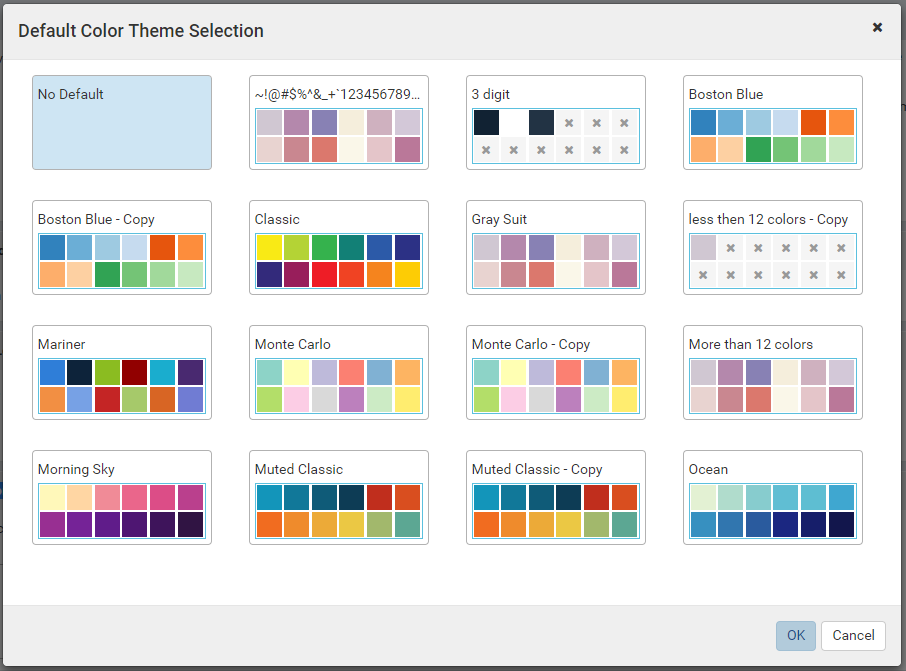 Default Color Theme Selection
No Default
~!@#$%^&_+`123456789...
3 digit
Boston Blue
Boston Blue - Copy
Classic
Gray Suit
less then 12 colors - Copy
Mariner
Monte Carlo
Monte Carlo - Copy
More than 12 colors
Morning Sky
Muted Classic
Muted Classic - Copy
Ocean
OK
Cancel